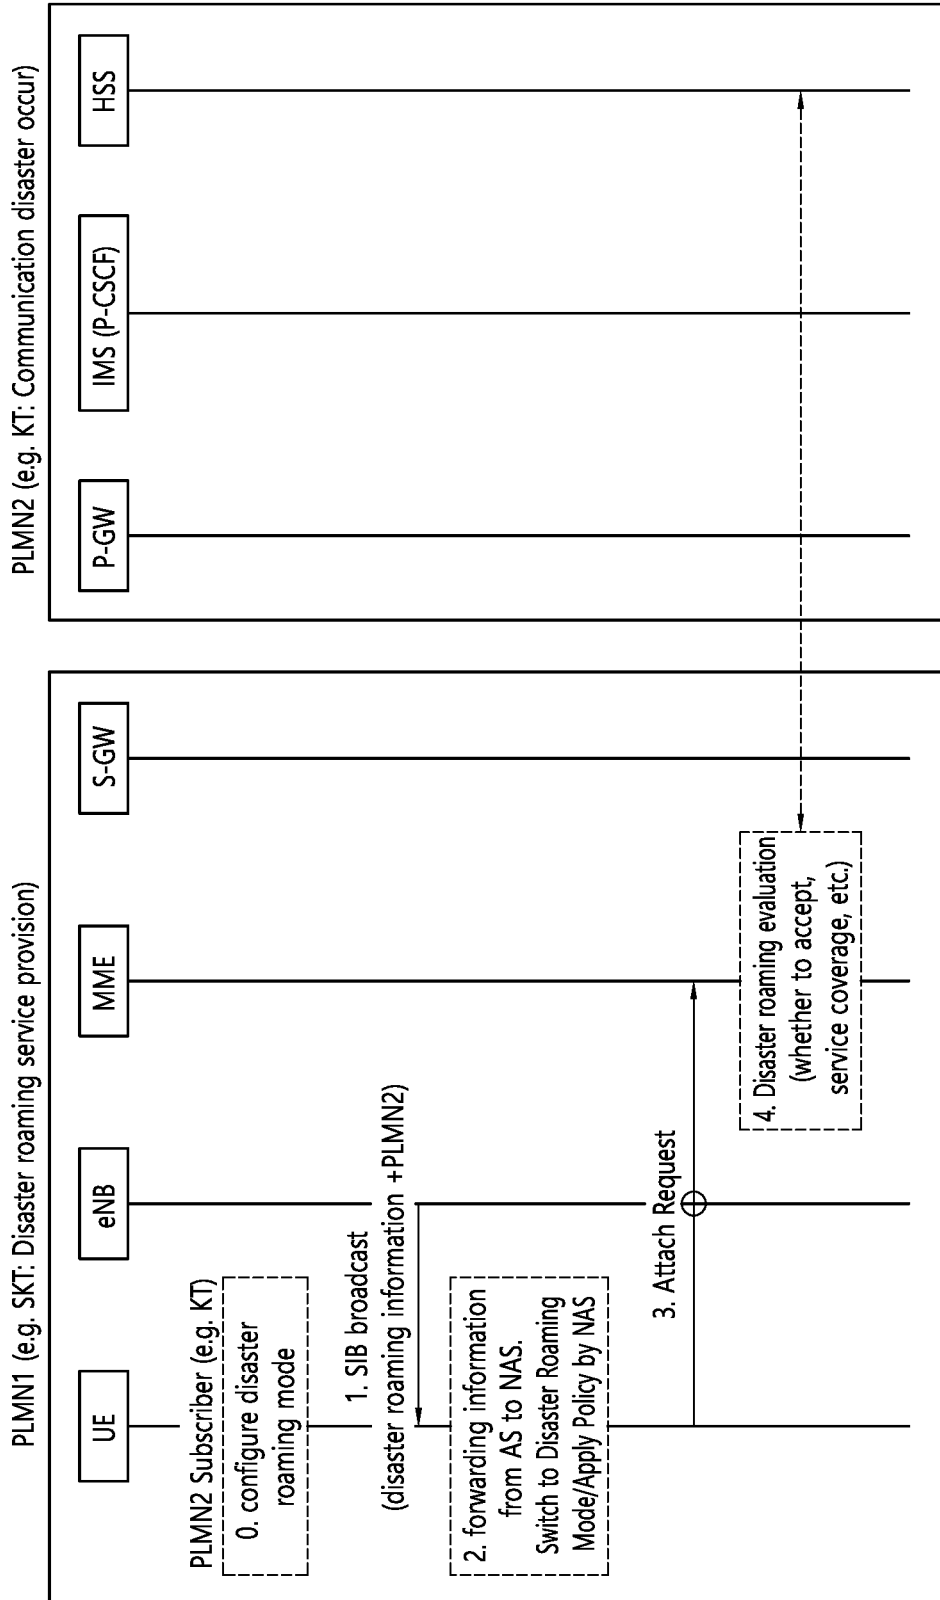 PLMN1 (e.g. SKT: Disaster roaming service provision)
PLMN2 (e.g. KT: Communication disaster occur)
UE
eNB
MME
S-GW
P-GW
IMS (P-CSCF)
HSS
PLMN2 Subscriber (e.g. KT)
0. configure disaster
roaming mode
1. SIB broadcast
(disaster roaming information +PLMN2)
2. forwarding information
from AS to NAS.
Switch to Disaster Roaming
Mode/Apply Policy by NAS
3. Attach Request
4. Disaster roaming evaluation
(whether to accept,
service coverage, etc.)